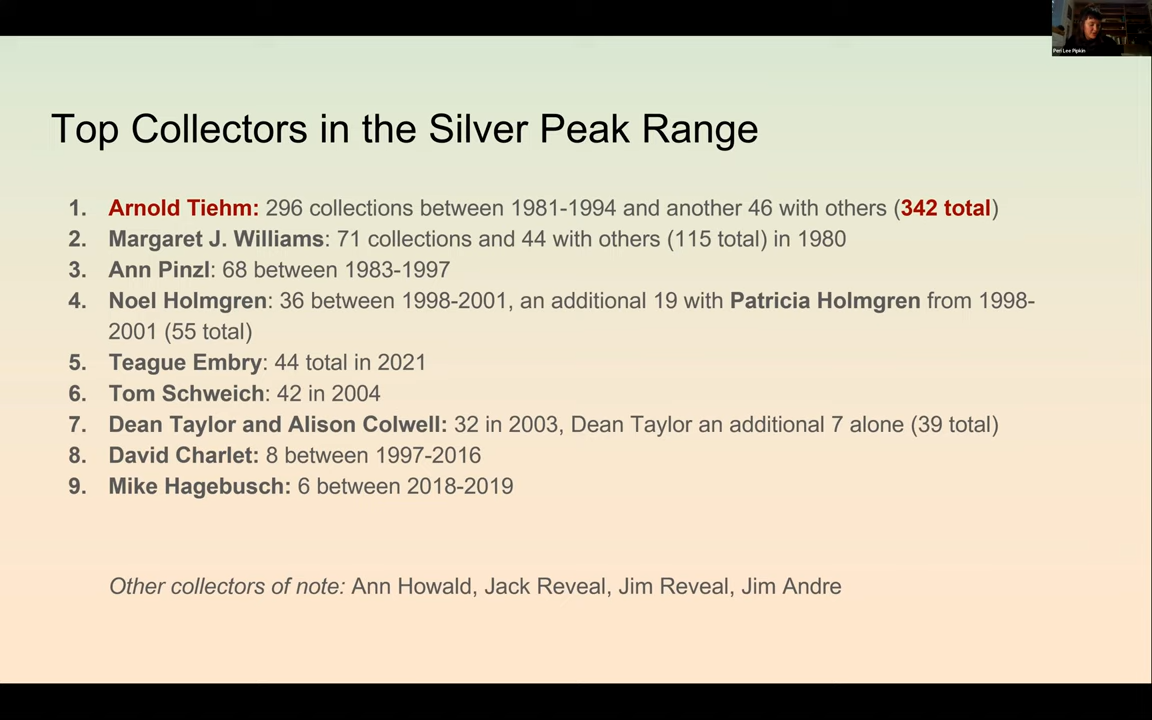 Peri Lee Pipkin
Top Collectors in the Silver Peak Range
1. Arnold Tiehm: 296 collections between 1981-1994 and another 46 with others (342 total)
2. Margaret J. Williams: 71 collections and 44 with others (115 total) in 1980
3. Ann Pinzl: 68 between 1983-1997
4. Noel Holmgren: 36 between 1998-2001, an additional 19 with Patricia Holmgren from 1998-
2001 (55 total)
5. Teague Embry: 44 total in 2021
6. Tom Schweich: 42 in 2004
7. Dean Taylor and Alison Colwell: 32 in 2003, Dean Taylor an additional 7 alone (39 total)
8. David Charlet: 8 between 1997-2016
9. Mike Hagebusch: 6 between 2018-2019
Other collectors of note: Ann Howald, Jack Reveal, Jim Reveal, Jim Andre